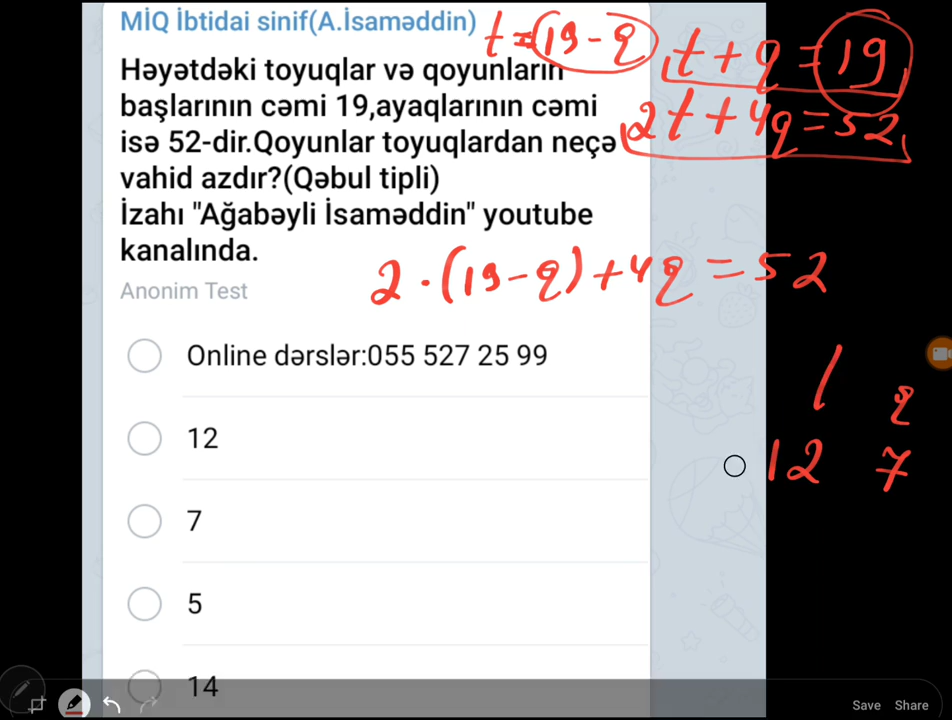 MİQ İbtidai sinif(A.İsaməddin)
t=(19-q)
t+q=19
2t+4q=52
Həyətdəki toyuqlar və qoyunların
başlarının cəmi 19,ayaqlarının cəmi
isə 52-dir.Qoyunlar toyuqlardan neçə
vahid azdır?(Qəbul tipli)
İzahı "Ağabəyli İsaməddin" youtube
kanalında.
2·(19-q)+4q=52
Anonim Test
Online dərslər:055 527 25 99
q
12
12 7
7
5
14
Save Share